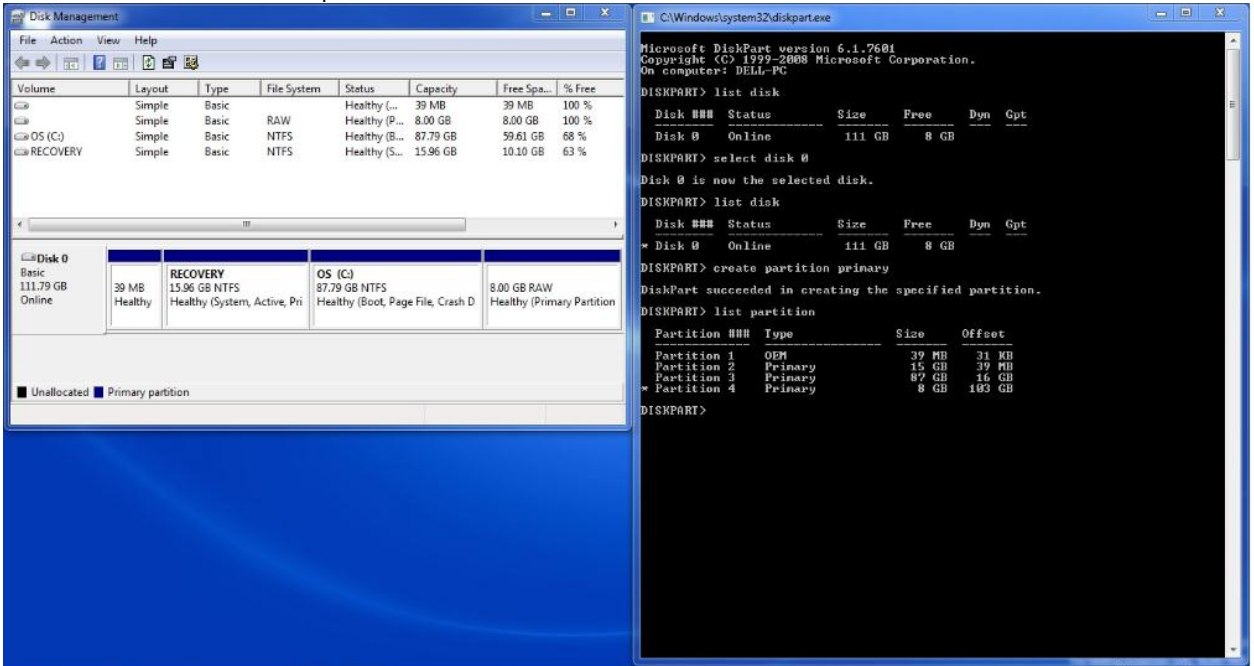 Disk Management
File Action View Help
Volume Layout Type File System Status Capacity Free Spa... % Free
Simple Basic Healthy (... 39 MB 39 MB 100 %
Simple Basic RAW Healthy (P... 8.00 GB 8.00 GB 100 %
OS (C:) Simple Basic NTFS Healthy (B... 87.79 GB 59.61 GB 68 %
RECOVERY Simple Basic NTFS Healthy (S... 15.96 GB 10.10 GB 63 %
Disk 0
Basic
111.79 GB
Online
39 MB
Healthy
RECOVERY
15.96 GB NTFS
Healthy (System, Active, Pri
OS (C:)
87.79 GB NTFS
Healthy (Boot, Page File, Crash D
8.00 GB RAW
Healthy (Primary Partition
Unallocated Primary partition
C:\Windows\system32\diskpart.exe
Microsoft DiskPart version 6.1.7601
Copyright (C) 1999-2008 Microsoft Corporation.
On computer: DELL-PC
DISKPART> list disk
Disk ### Status Size Free Dyn Gpt
Disk 0 Online 111 GB 8 GB
DISKPART> select disk 0
Disk 0 is now the selected disk.
DISKPART> list disk
Disk ### Status Size Free Dyn Gpt
* Disk 0 Online 111 GB 8 GB
DISKPART> create partition primary
DiskPart succeeded in creating the specified partition.
DISKPART> list partition
Partition ### Type Size Offset
Partition 1 OEM 39 MB 31 KB
Partition 2 Primary 15 GB 39 MB
Partition 3 Primary 87 GB 16 GB
* Partition 4 Primary 8 GB 103 GB
DISKPART>